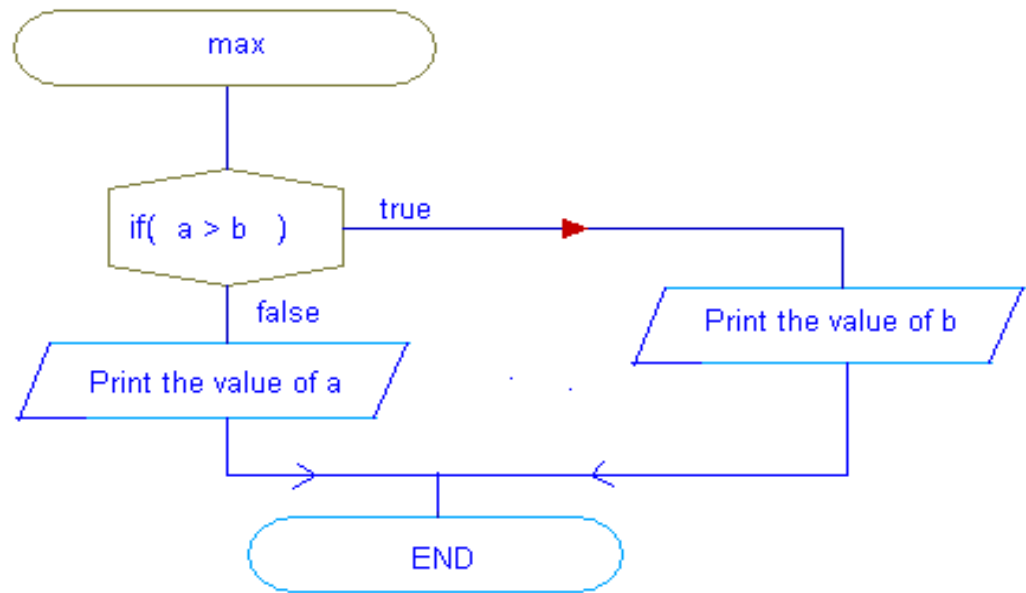 max
if( a > b )
true
false
Print the value of b
Print the value of a
END